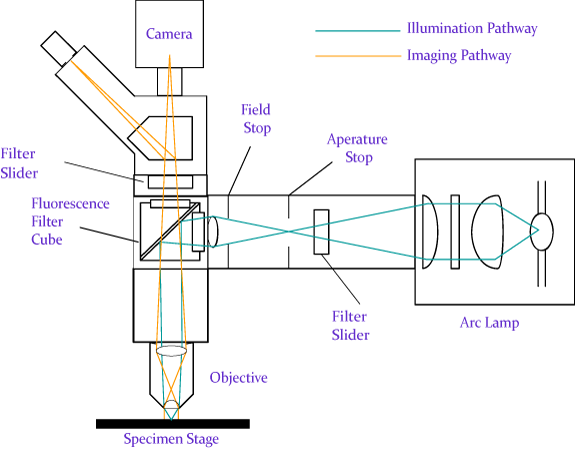 Camera
Illumination Pathway
Imaging Pathway
Field
Stop
Aperature
Stop
Filter
Slider
Fluorescence
Filter
Cube
Filter
Slider
Arc Lamp
Objective
Specimen Stage